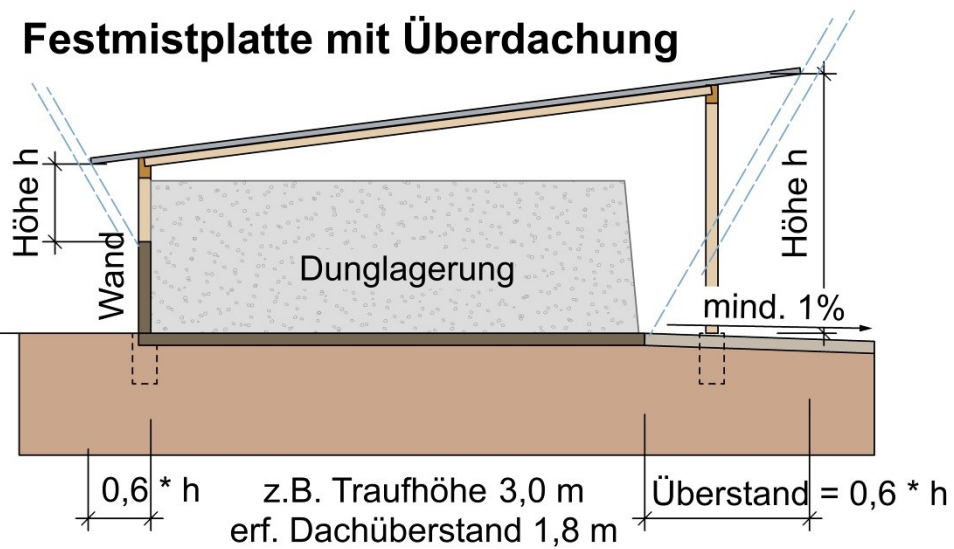 Festmistplatte mit Überdachung
Höhe h
Wand
Dunglagerung
Höhe h
mind. 1%
0,6 * h
z.B. Traufhöhe 3,0 m
erf. Dachüberstand 1,8 m
Überstand = 0,6 * h